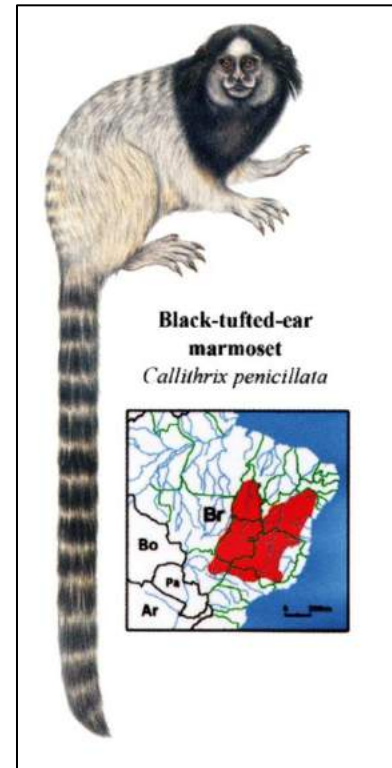 Black-tufted-ear
marmoset
Callithrix penicillata
Br
Bo
Pa
Ar